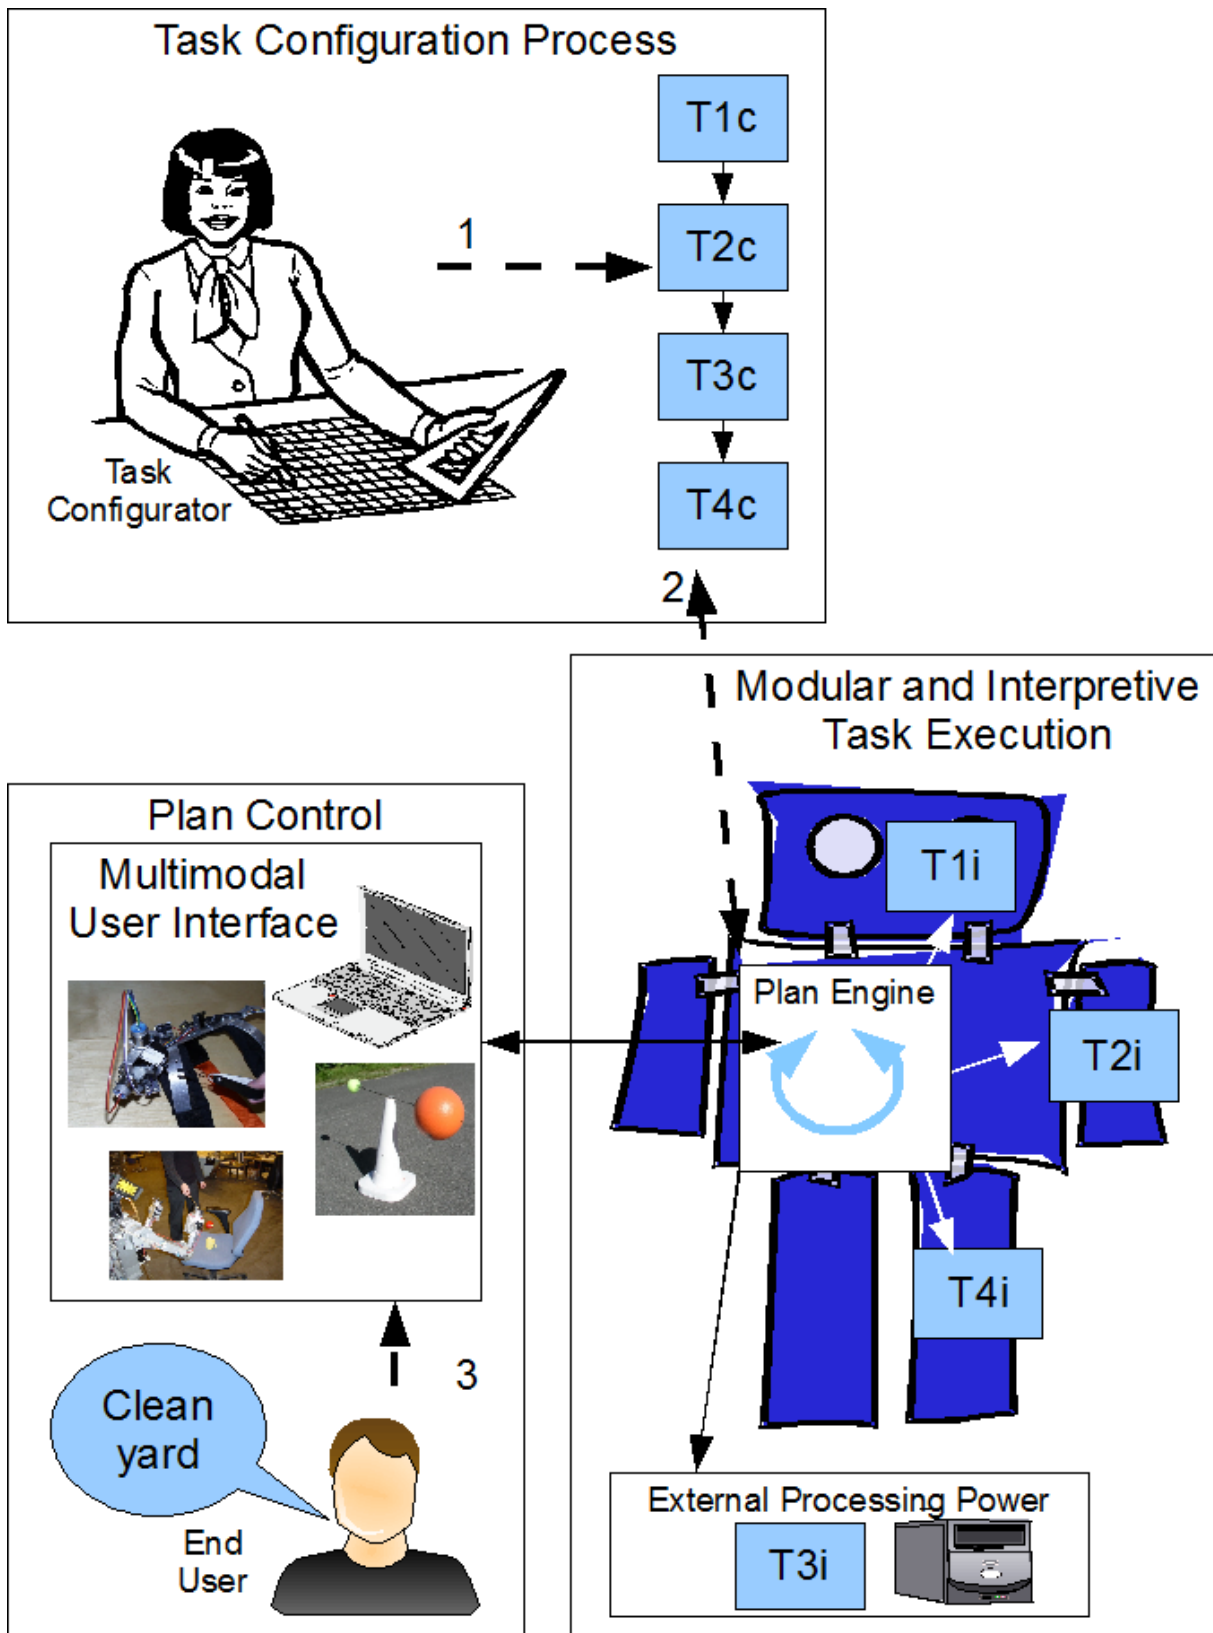 Task Configuration Process
T1c
1
T2c
T3c
Task
Configurator
T4c
2
Modular and Interpretive
Task Execution
T1i
Plan Engine
T2i
T4i
External Processing Power
T3i
Plan Control
Multimodal
User Interface
3
Clean
yard
End
User